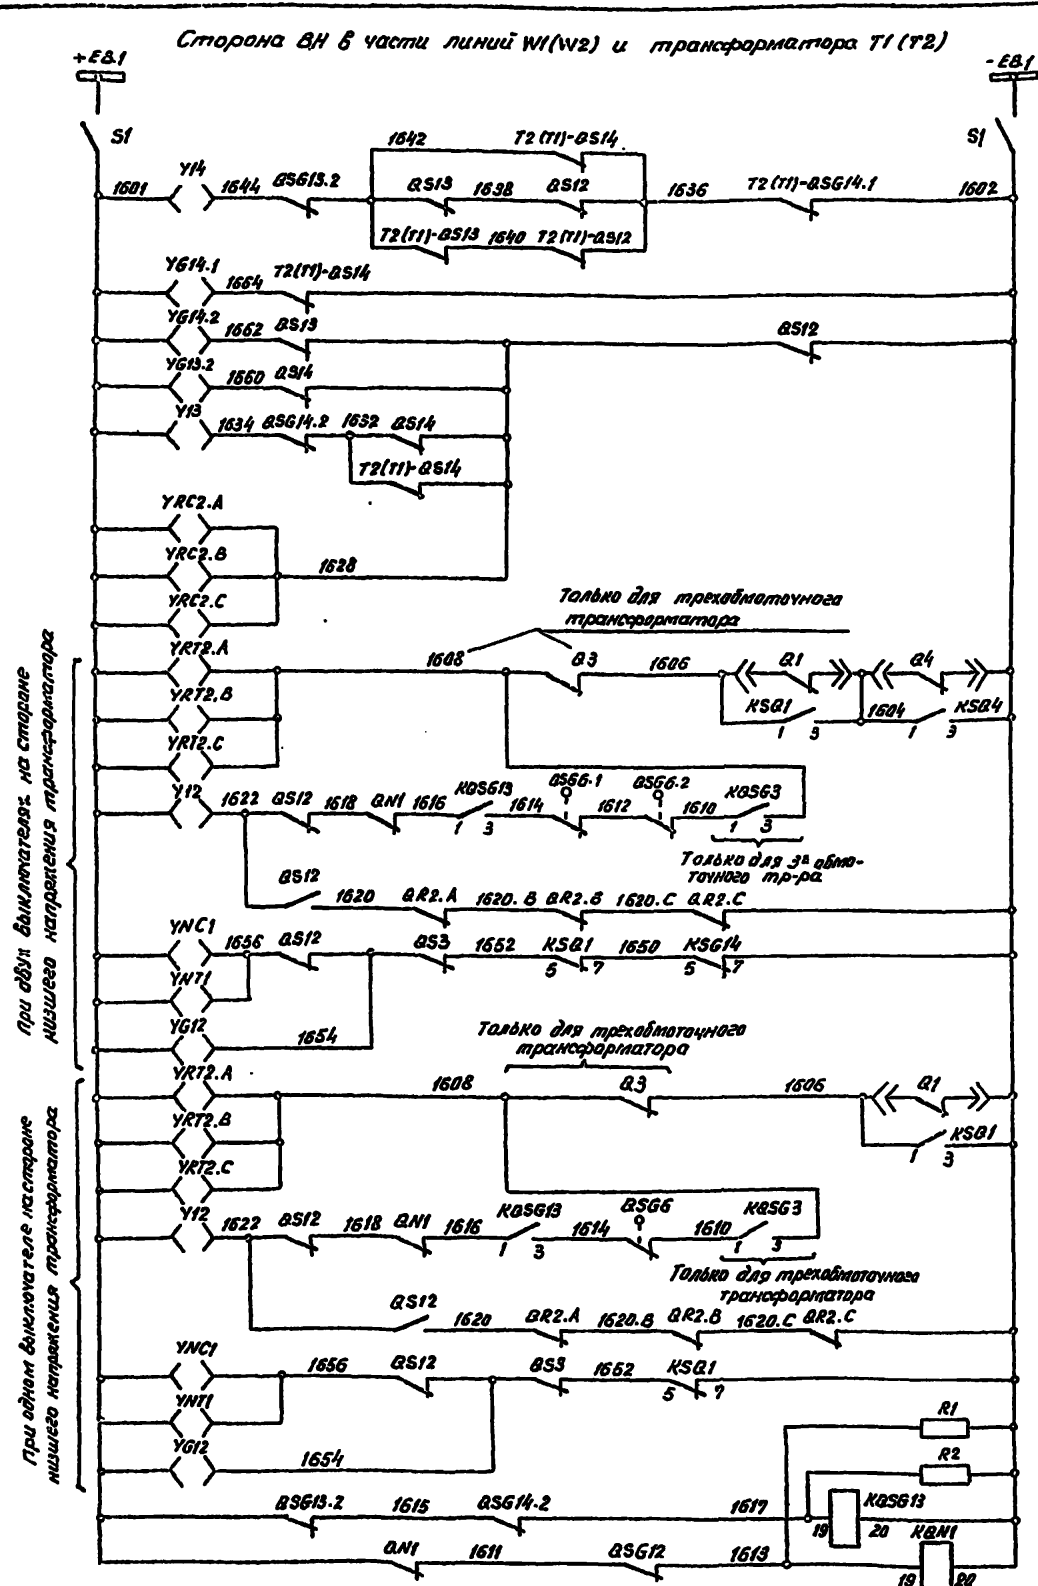 Сторона ВН в части линий W1(W2) и трансформатора Т1(Т2)
+EB.1
-EB.1
S1
S1
1642 T2(T1)-QS14
1601 Y14 1644 QSG13.2 QS13 1638 QS12 1636 T2(T1)-QSG14.1 1602
T2(T1)-QS13 1640 T2(T1)-QS12
YG14.1 1664 T2(T1)-QS14
YG14.2 1662 QS13 QS12
YG13.2 1660 QS14
Y13 1634 QSG14.2 1632 QS14
T2(T1)-QS14
YRC2.A
YRC2.B 1628
YRC2.C
Только для трехобмоточного
трансформатора
При двух выключателях на стороне
низшего напряжения трансформатора
YRT2.A 1608 Q3 1606 Q1 Q4
YRT2.B KSQ1 1 3 1604 KSQ4 1 3
YRT2.C
Y12 1622 QS12 1618 QN1 1616 KQSG13 1 3 1614 QSG6.1 1612 QSG6.2 1610 KQSG3 1 3
Только для 3х обмо-
точного тр-ра
QS12 1620 QR2.A 1620.B QR2.B 1620.C QR2.C
YNC1 1656 QS12 QS3 1652 KSQ1 5 7 1650 KSG14 5 7
YNT1
YG12 1654
Только для трехобмоточного
трансформатора
При одном выключателе на стороне
низшего напряжения трансформатора
YRT2.A 1608 Q3 1606 Q1
YRT2.B KSQ1 1 3
YRT2.C
Y12 1622 QS12 1618 QN1 1616 KQSG13 1 3 1614 QSG6 1610 KQSG3 1 3
Только для трехобмоточного
трансформатора
QS12 1620 QR2.A 1620.B QR2.B 1620.C QR2.C
YNC1 1656 QS12 QS3 1652 KSQ1 5 7
YNT1 R1
YG12 1654 R2
QSG13.2 1615 QSG14.2 1617 19 KQSG13 20
QN1 1611 QSG12 1613 19 KQN1 20